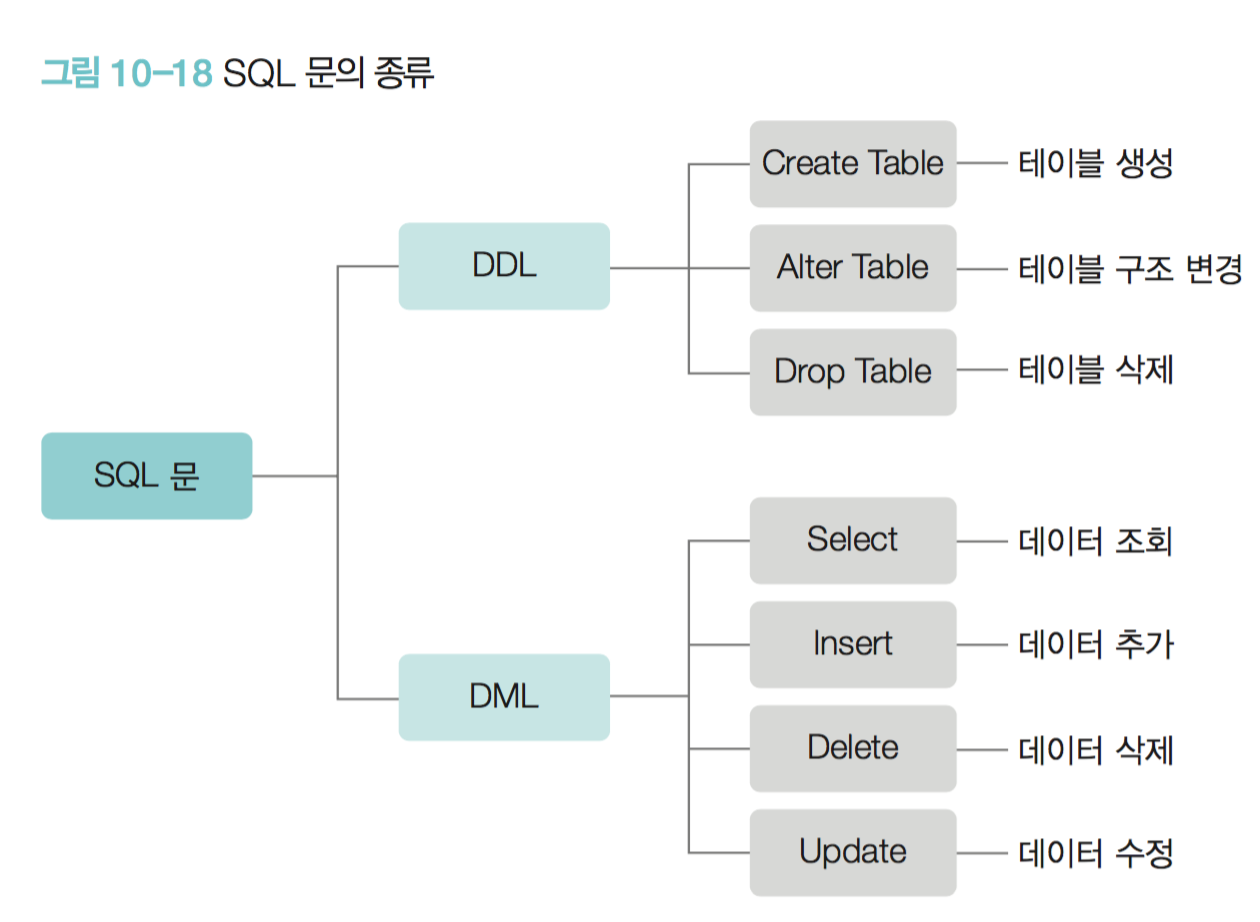 그림 10-18 SQL 문의 종류
Create Table 테이블 생성
DDL
Alter Table 테이블 구조 변경
Drop Table 테이블 삭제
SQL 문
Select 데이터 조회
Insert 데이터 추가
DML
Delete 데이터 삭제
Update 데이터 수정